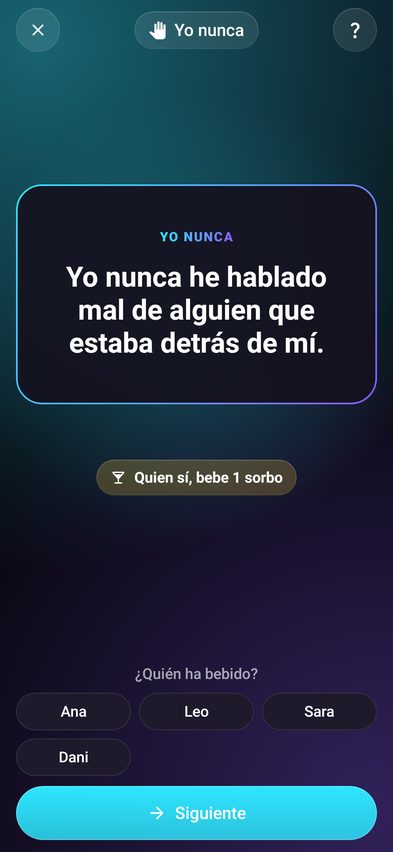 Yo nunca
?
YO NUNCA
Yo nunca he hablado
mal de alguien que
estaba detrás de mí.
Quien sí, bebe 1 sorbo
¿Quién ha bebido?
Ana
Leo
Sara
Dani
Siguiente